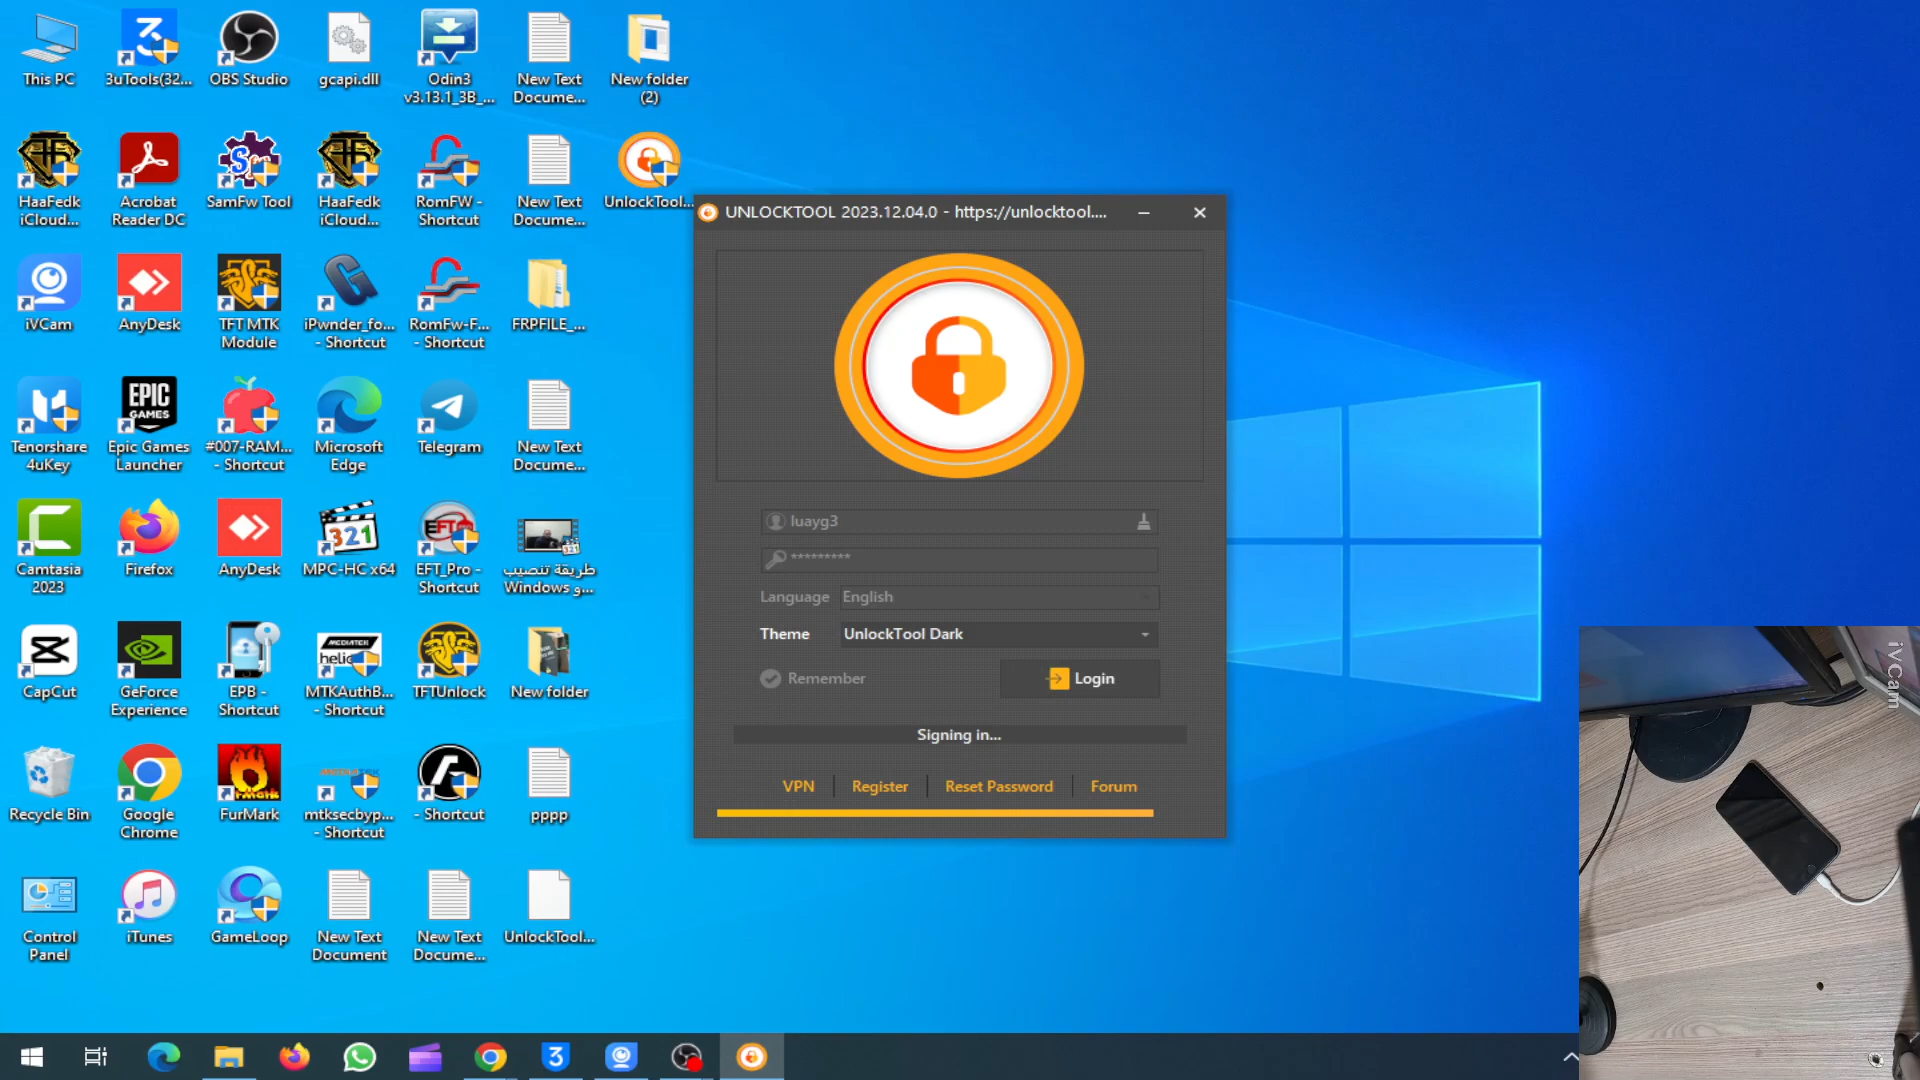 This PC
3uTools(32...
OBS Studio
gcapi.dll
Odin3
v3.13.1_3B_...
New Text
Docume...
New folder
(2)
HaaFedk
iCloud...
Acrobat
Reader DC
SamFw Tool
HaaFedk
iCloud...
RomFW -
Shortcut
New Text
Docume...
UnlockTool...
iVCam
AnyDesk
TFT MTK
Module
iPwnder_fo...
- Shortcut
RomFw-F...
- Shortcut
FRPFILE_...
Tenorshare
4uKey
EPIC
GAMES
Epic Games
Launcher
#007-RAM...
- Shortcut
Microsoft
Edge
Telegram
New Text
Docume...
Camtasia
2023
Firefox
AnyDesk
321
MPC-HC x64
EFT
EFT_Pro -
Shortcut
طريقة تنصيب
Windows و...
CapCut
GeForce
Experience
EPB -
Shortcut
MEDIATEK
helio
MTKAuthB...
- Shortcut
TFTUnlock
New folder
Recycle Bin
Google
Chrome
FurMark
mtksecbyp...
- Shortcut
- Shortcut
pppp
Control
Panel
iTunes
GameLoop
New Text
Document
New Text
Docume...
UnlockTool...
UNLOCKTOOL 2023.12.04.0 - https://unlocktool....
luayg3
*********
Language English
Theme UnlockTool Dark
Remember
Login
Signing in...
VPN Register Reset Password Forum
iVCam